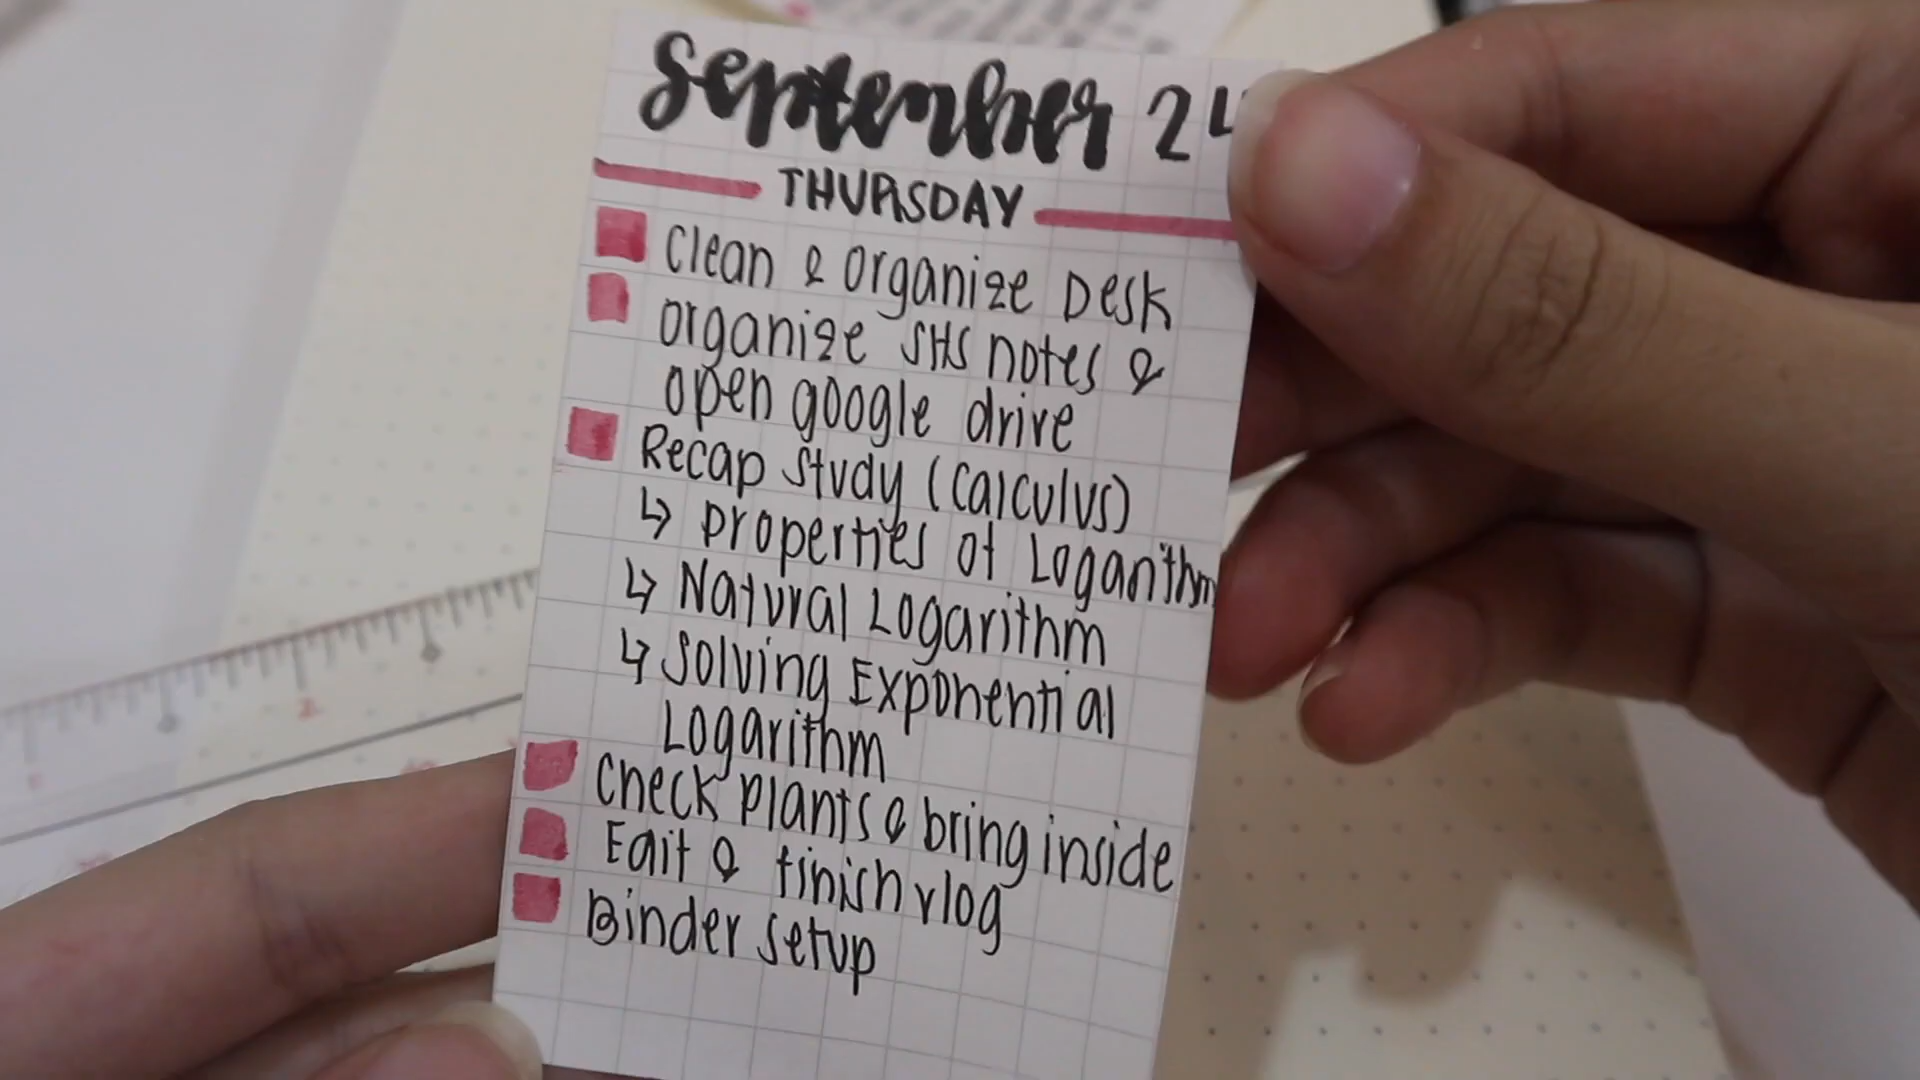 September 24
THURSDAY
Clean & organize Desk
organize SHS notes &
open google drive
Recap Study (Calculus)
↳ properties of Logarithm
↳ Natural Logarithm
↳ Solving Exponential
Logarithm
Check plants & bring inside
Edit & finish vlog
Binder setup
2